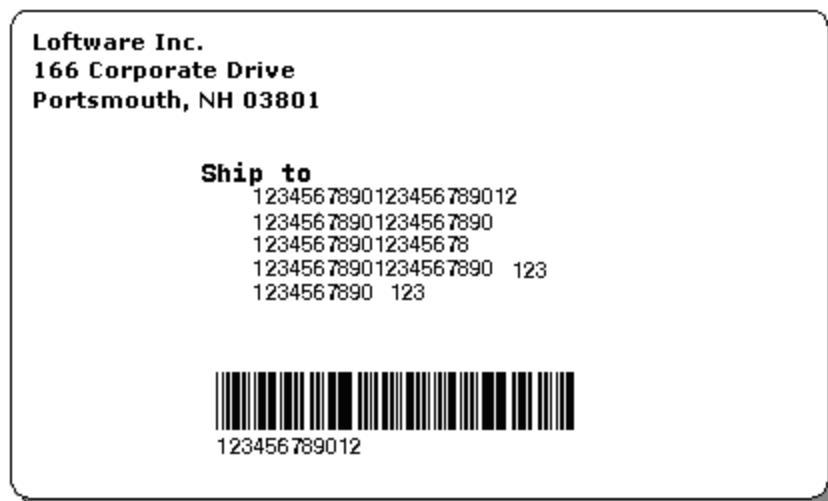 Loftware Inc.
166 Corporate Drive
Portsmouth, NH 03801
Ship to
1234567890123456789012
12345678901234567890
123456789012345678
12345678901234567890 123
1234567890 123
123456789012